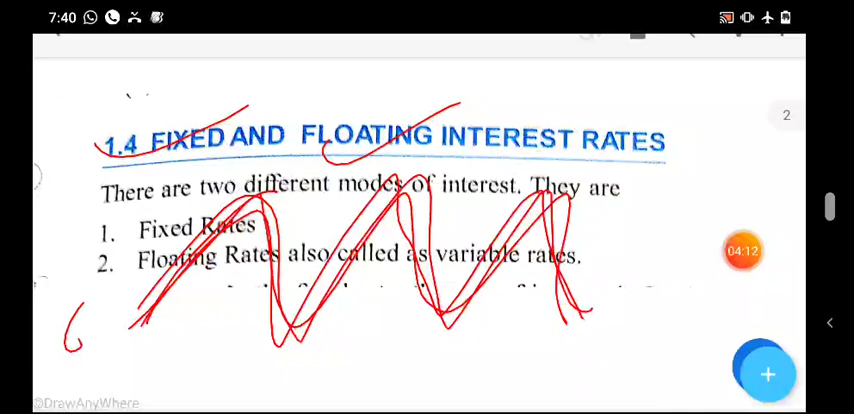 7:40
2
1.4 FIXED AND FLOATING INTEREST RATES
There are two different modes of interest. They are
1. Fixed Rates
2. Floating Rates also called as variable rates.
04:12
©DrawAnyWhere